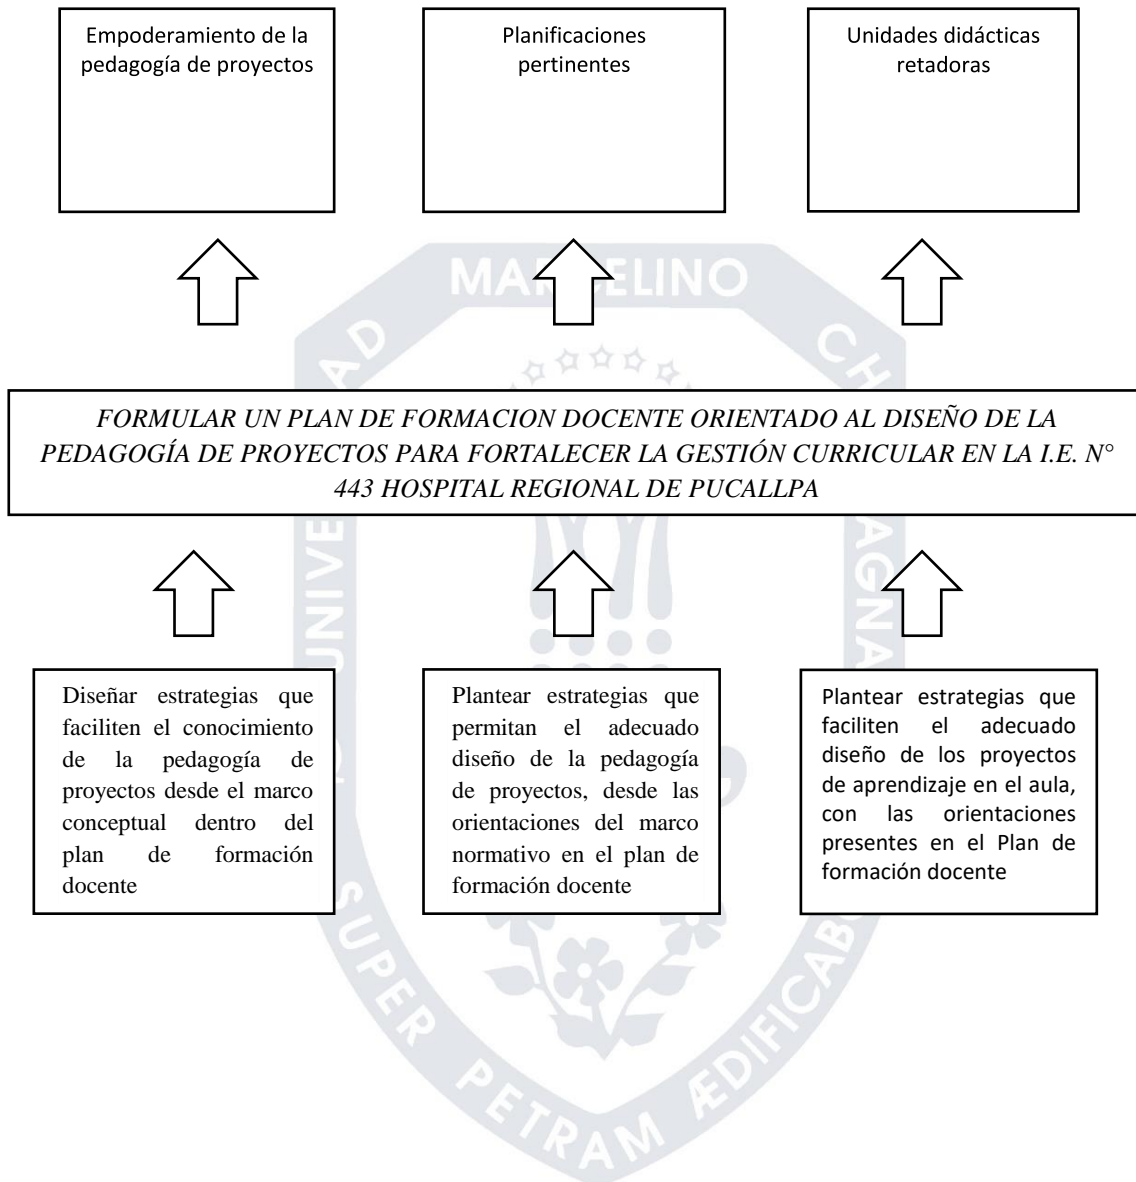 Empoderamiento de la
pedagogía de proyectos
Planificaciones
pertinentes
Unidades didácticas
retadoras
FORMULAR UN PLAN DE FORMACION DOCENTE ORIENTADO AL DISEÑO DE LA
PEDAGOGÍA DE PROYECTOS PARA FORTALECER LA GESTIÓN CURRICULAR EN LA I.E. N°
443 HOSPITAL REGIONAL DE PUCALLPA
Diseñar estrategias que
faciliten el conocimiento
de la pedagogía de
proyectos desde el marco
conceptual dentro del
plan de formación
docente
Plantear estrategias que
permitan el adecuado
diseño de la pedagogía
de proyectos, desde las
orientaciones del marco
normativo en el plan de
formación docente
Plantear estrategias que
faciliten el adecuado
diseño de los proyectos
de aprendizaje en el aula,
con las orientaciones
presentes en el Plan de
formación docente
MARCELINO
SUPER PETRAM